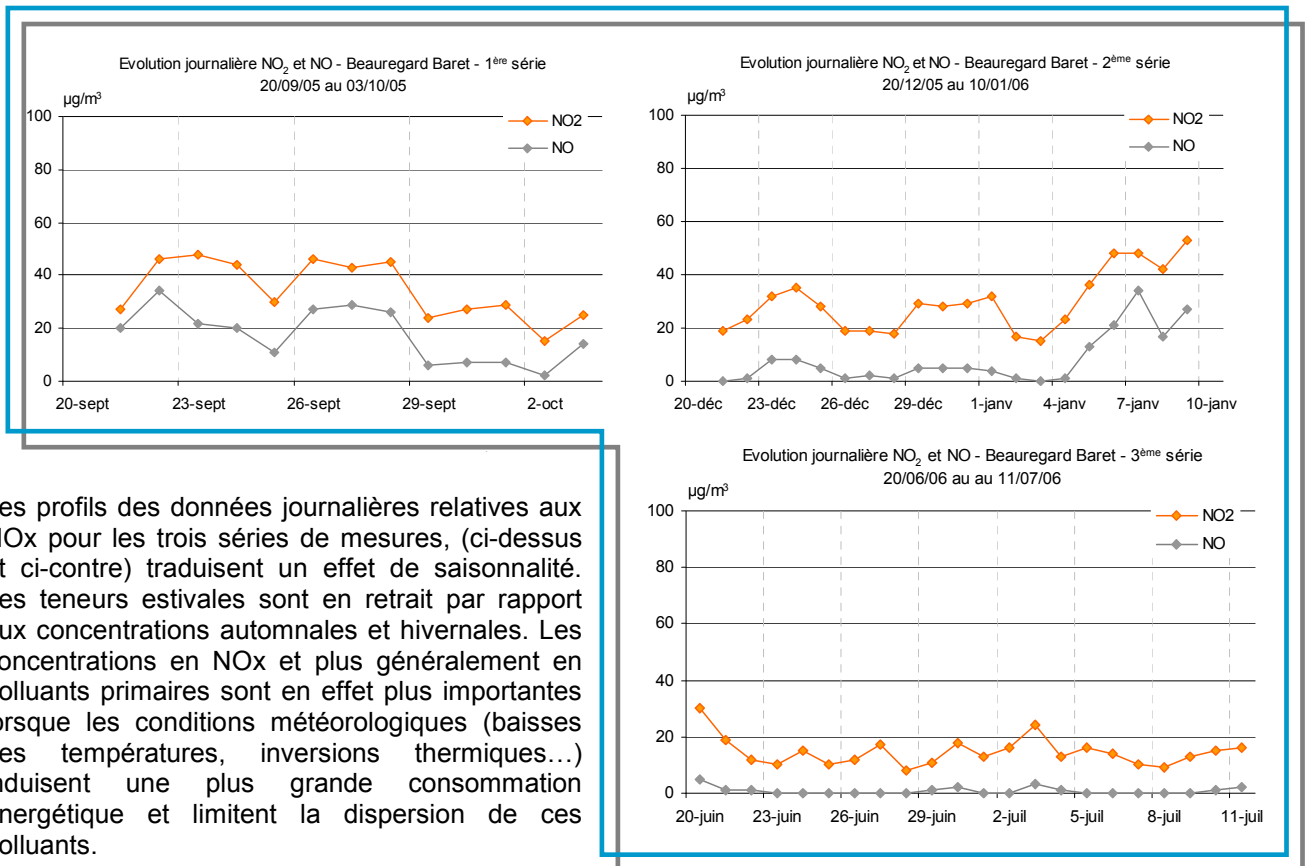 Evolution journalière NO₂ et NO - Beauregard Baret - 1ère série
20/09/05 au 03/10/05
µg/m³
100
80
60
40
20
0
20-sept 23-sept 26-sept 29-sept 2-oct
NO2
NO
Evolution journalière NO₂ et NO - Beauregard Baret - 2ème série
20/12/05 au 10/01/06
µg/m³
100
80
60
40
20
0
20-déc 23-déc 26-déc 29-déc 1-janv 4-janv 7-janv 10-janv
NO2
NO
es profils des données journalières relatives aux
Ox pour les trois séries de mesures, (ci-dessus
t ci-contre) traduisent un effet de saisonnalité.
es teneurs estivales sont en retrait par rapport
ux concentrations automnales et hivernales. Les
oncentrations en NOx et plus généralement en
olluants primaires sont en effet plus importantes
orsque les conditions météorologiques (baisses
es températures, inversions thermiques…)
nduisent une plus grande consommation
nergétique et limitent la dispersion de ces
olluants.
Evolution journalière NO₂ et NO - Beauregard Baret - 3ème série
20/06/06 au au 11/07/06
µg/m³
100
80
60
40
20
0
20-juin 23-juin 26-juin 29-juin 2-juil 5-juil 8-juil 11-juil
NO2
NO